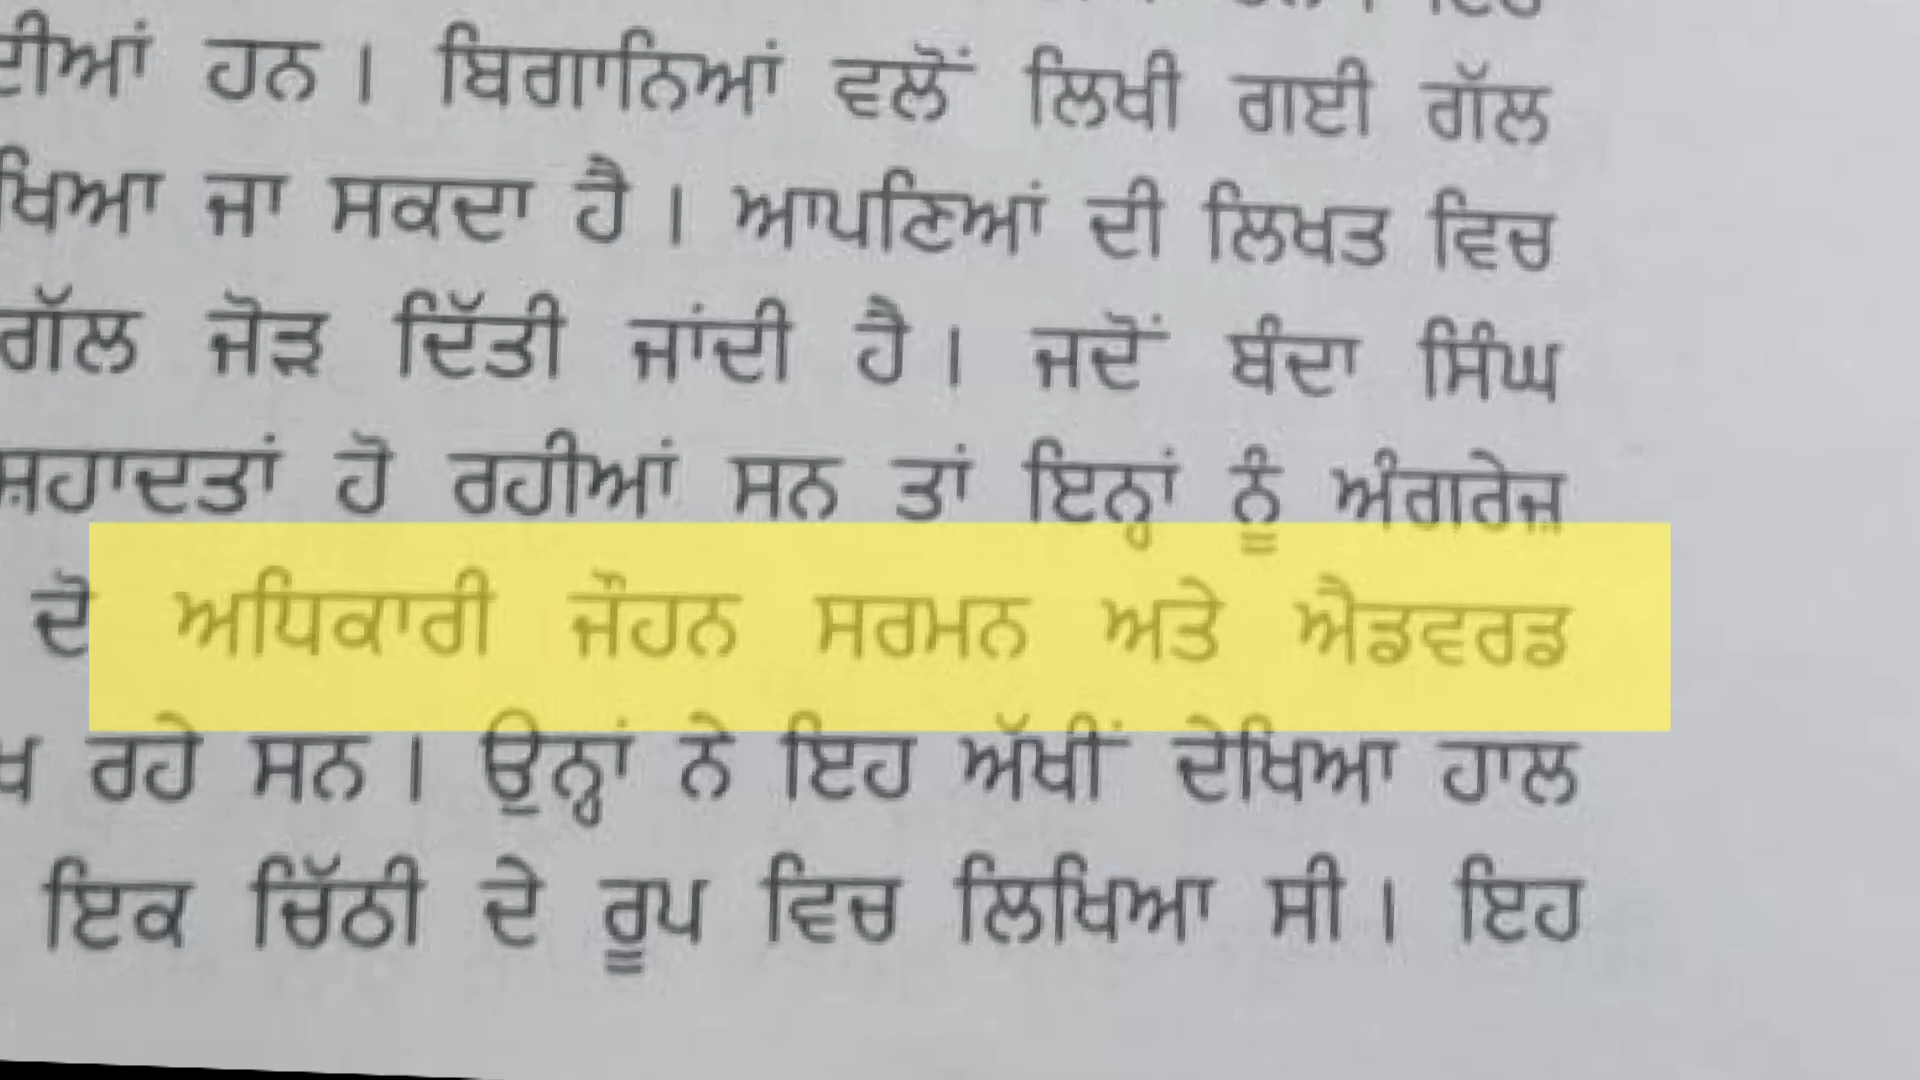 ਹਨ। ਬਿਗਾਨਿਆਂ ਵਲੋਂ ਲਿਖੀ ਗਈ ਗੱਲ
ਜਾ ਸਕਦਾ ਹੈ। ਆਪਣਿਆਂ ਦੀ ਲਿਖਤ ਵਿਚ
ਗੱਲ ਜੋੜ ਦਿੱਤੀ ਜਾਂਦੀ ਹੈ। ਜਦੋਂ ਬੰਦਾ ਸਿੰਘ
ਸ਼ਹਾਦਤਾਂ ਹੋ ਰਹੀਆਂ ਸਨ ਤਾਂ ਇਨ੍ਹਾਂ ਨੂੰ ਅੰਗਰੇਜ਼
ਦੋ ਅਧਿਕਾਰੀ ਜੌਹਨ ਸਰਮਨ ਅਤੇ ਐਡਵਰਡ
ਰਹੇ ਸਨ। ਉਨ੍ਹਾਂ ਨੇ ਇਹ ਅੱਖੀਂ ਦੇਖਿਆ ਹਾਲ
ਇਕ ਚਿੱਠੀ ਦੇ ਰੂਪ ਵਿਚ ਲਿਖਿਆ ਸੀ। ਇਹ